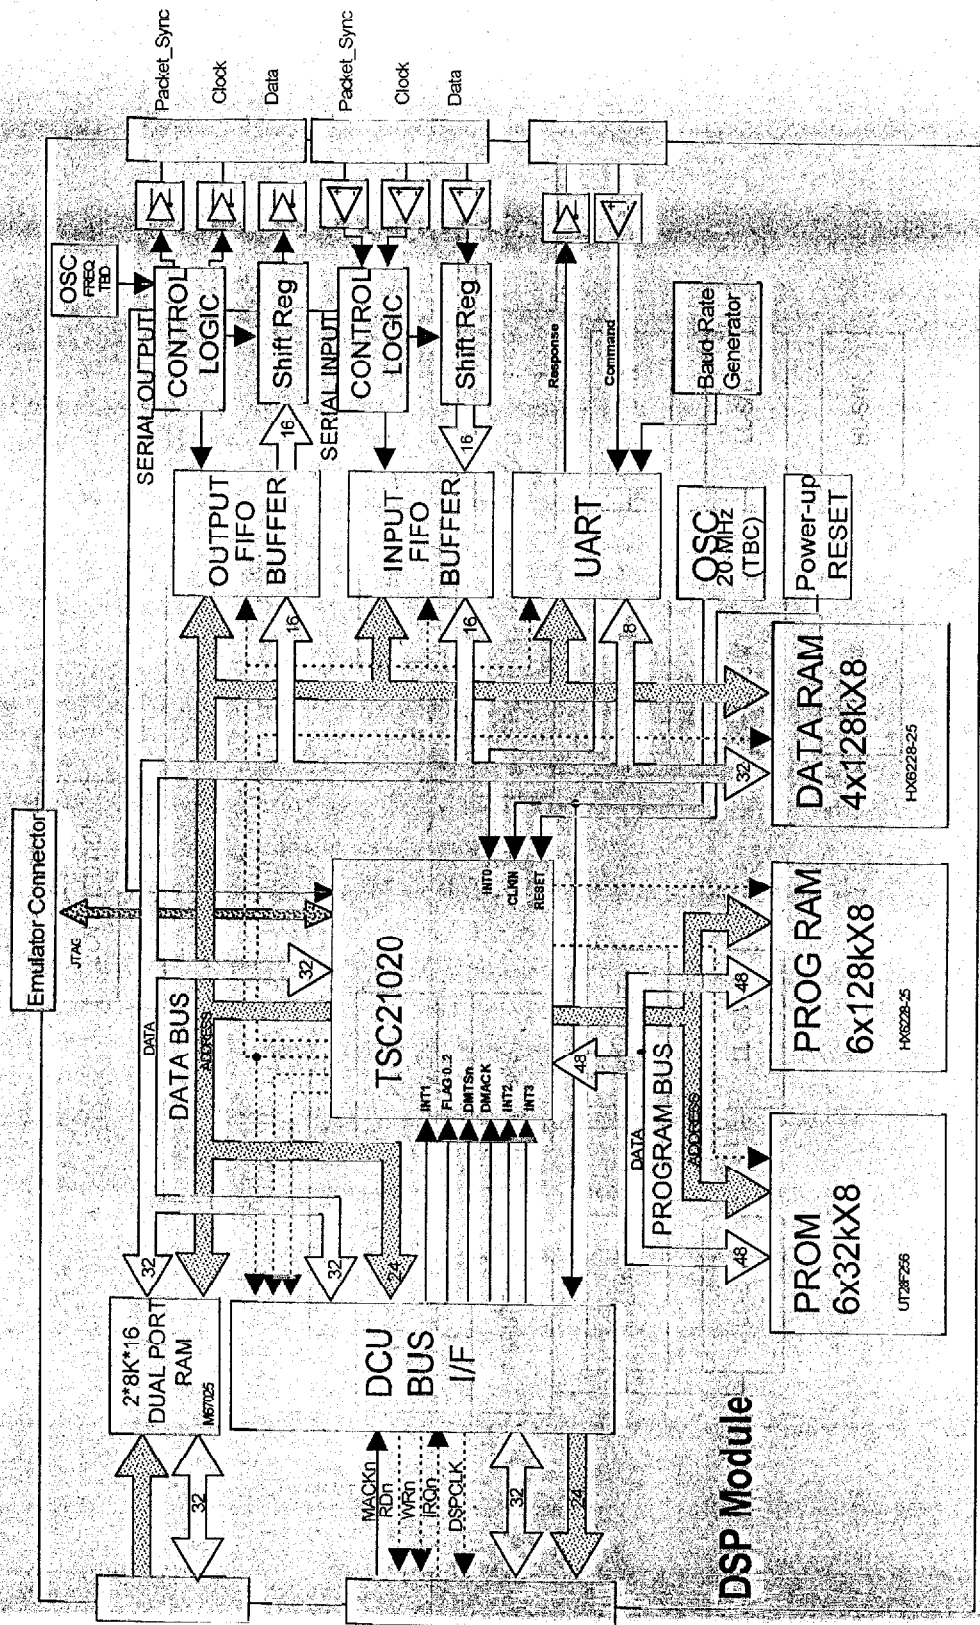 Emulator Connector
JTAG
OSC
FREQ
TBD
Packet_Sync
Clock
Data
Packet_Sync
Clock
Data
SERIAL OUTPUT
CONTROL
LOGIC
Shift Reg
SERIAL INPUT
CONTROL
LOGIC
Shift Reg
16
16
OUTPUT
FIFO
BUFFER
INPUT
FIFO
BUFFER
UART
Response
Command
Baud Rate
Generator
OSC
20 MHz
(TBC)
Power-up
RESET
16
16
8
DATA
DATA BUS
ADDRESS
32
32
TSC21020
INT0
CLKIN
RESET
INT1
FLAG 0..2
DMTSn
DMACK
INT2
INT3
48
DATA
PROGRAM BUS
ADDRESS
48
48
DATA RAM
4x128kX8
HX6228-25
PROG RAM
6x128kX8
HX6228-25
PROM
6x32kX8
UT28F256
32
32
24
2*8K*16
DUAL PORT
RAM
M67025
DCU
BUS
I/F
32
MACKn
RDn
WRn
IRQn
DSPCLK
32
24
DSP Module